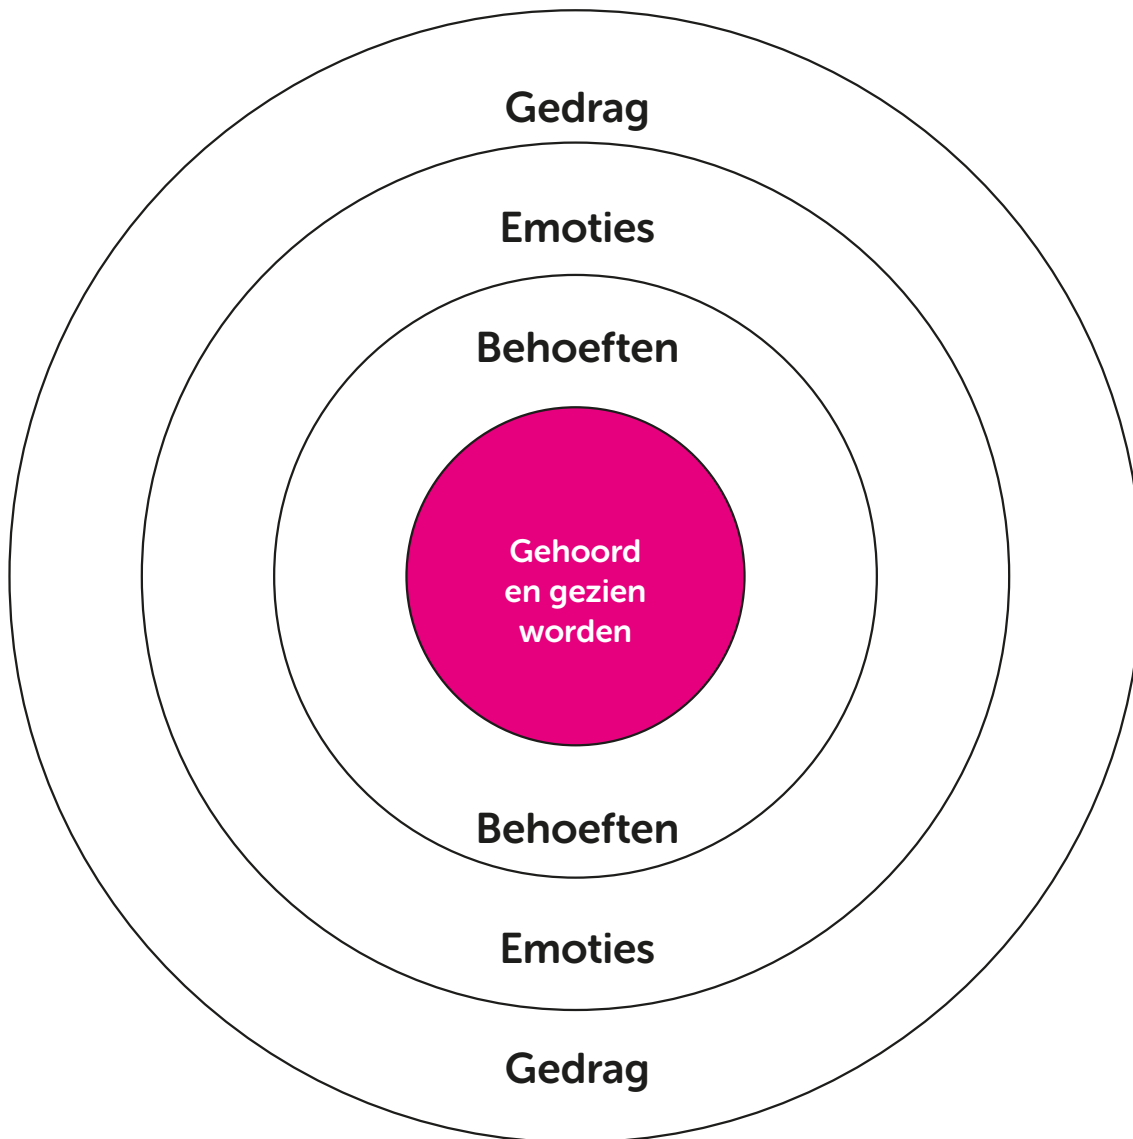 Gedrag
Emoties
Behoeften
Gehoord
en gezien
worden
Behoeften
Emoties
Gedrag